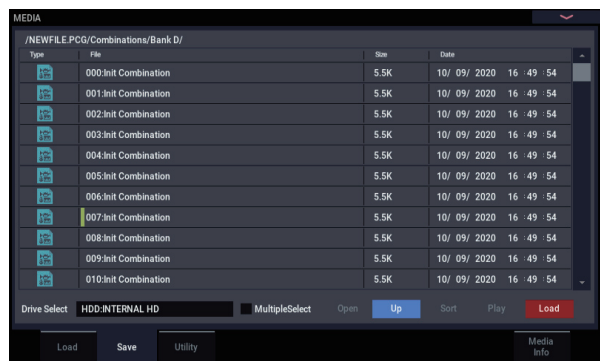 MEDIA
/NEWFILE.PCG/Combinations/Bank D/
Type File Size Date
000:Init Combination 5.5K 10/ 09/ 2020 16 :49 :54
001:Init Combination 5.5K 10/ 09/ 2020 16 :49 :54
002:Init Combination 5.5K 10/ 09/ 2020 16 :49 :54
003:Init Combination 5.5K 10/ 09/ 2020 16 :49 :54
004:Init Combination 5.5K 10/ 09/ 2020 16 :49 :54
005:Init Combination 5.5K 10/ 09/ 2020 16 :49 :54
006:Init Combination 5.5K 10/ 09/ 2020 16 :49 :54
007:Init Combination 5.5K 10/ 09/ 2020 16 :49 :54
008:Init Combination 5.5K 10/ 09/ 2020 16 :49 :54
009:Init Combination 5.5K 10/ 09/ 2020 16 :49 :54
010:Init Combination 5.5K 10/ 09/ 2020 16 :49 :54
Drive Select HDD:INTERNAL HD MultipleSelect Open Up Sort Play Load
Load Save Utility Media
Info